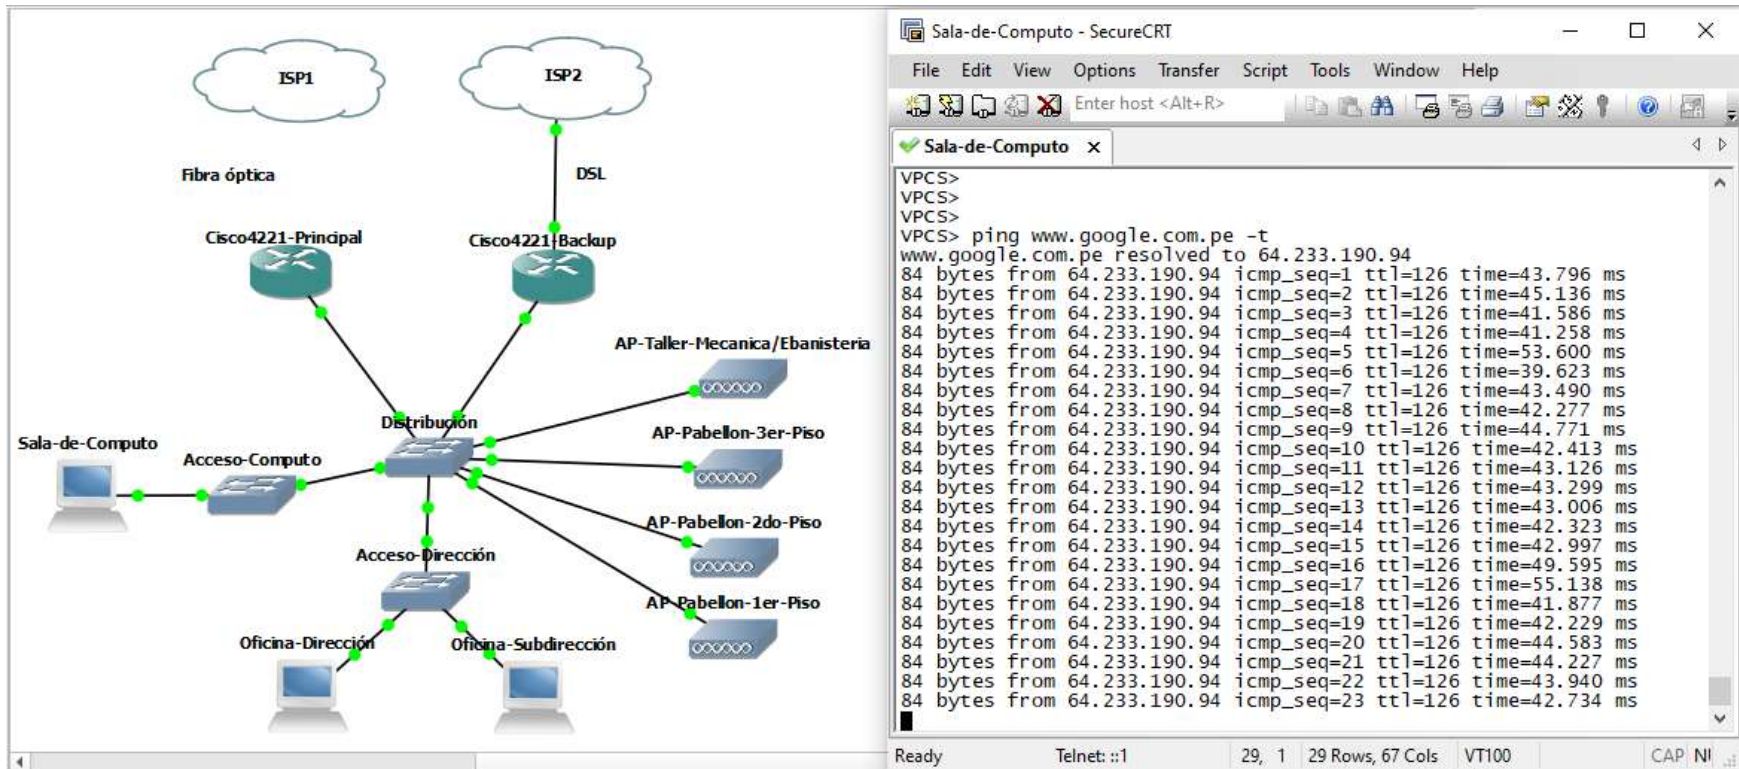 ISP1
ISP2
Fibra óptica
DSL
Cisco4221-Principal
Cisco4221-Backup
AP-Taller-Mecanica/Ebanisteria
Distribución
AP-Pabellon-3er-Piso
Sala-de-Computo
Acceso-Computo
AP-Pabellon-2do-Piso
Acceso-Dirección
AP-Pabellon-1er-Piso
Oficina-Dirección
Oficina-Subdirección
Sala-de-Computo - SecureCRT
File Edit View Options Transfer Script Tools Window Help
Enter host <Alt+R>
Sala-de-Computo
VPCS>
VPCS>
VPCS>
VPCS> ping www.google.com.pe -t
www.google.com.pe resolved to 64.233.190.94
84 bytes from 64.233.190.94 icmp_seq=1 ttl=126 time=43.796 ms
84 bytes from 64.233.190.94 icmp_seq=2 ttl=126 time=45.136 ms
84 bytes from 64.233.190.94 icmp_seq=3 ttl=126 time=41.586 ms
84 bytes from 64.233.190.94 icmp_seq=4 ttl=126 time=41.258 ms
84 bytes from 64.233.190.94 icmp_seq=5 ttl=126 time=53.600 ms
84 bytes from 64.233.190.94 icmp_seq=6 ttl=126 time=39.623 ms
84 bytes from 64.233.190.94 icmp_seq=7 ttl=126 time=43.490 ms
84 bytes from 64.233.190.94 icmp_seq=8 ttl=126 time=42.277 ms
84 bytes from 64.233.190.94 icmp_seq=9 ttl=126 time=44.771 ms
84 bytes from 64.233.190.94 icmp_seq=10 ttl=126 time=42.413 ms
84 bytes from 64.233.190.94 icmp_seq=11 ttl=126 time=43.126 ms
84 bytes from 64.233.190.94 icmp_seq=12 ttl=126 time=43.299 ms
84 bytes from 64.233.190.94 icmp_seq=13 ttl=126 time=43.006 ms
84 bytes from 64.233.190.94 icmp_seq=14 ttl=126 time=42.323 ms
84 bytes from 64.233.190.94 icmp_seq=15 ttl=126 time=42.997 ms
84 bytes from 64.233.190.94 icmp_seq=16 ttl=126 time=49.595 ms
84 bytes from 64.233.190.94 icmp_seq=17 ttl=126 time=55.138 ms
84 bytes from 64.233.190.94 icmp_seq=18 ttl=126 time=41.877 ms
84 bytes from 64.233.190.94 icmp_seq=19 ttl=126 time=42.229 ms
84 bytes from 64.233.190.94 icmp_seq=20 ttl=126 time=44.583 ms
84 bytes from 64.233.190.94 icmp_seq=21 ttl=126 time=44.227 ms
84 bytes from 64.233.190.94 icmp_seq=22 ttl=126 time=43.940 ms
84 bytes from 64.233.190.94 icmp_seq=23 ttl=126 time=42.734 ms
Ready Telnet: ::1 29, 1 29 Rows, 67 Cols VT100 CAP